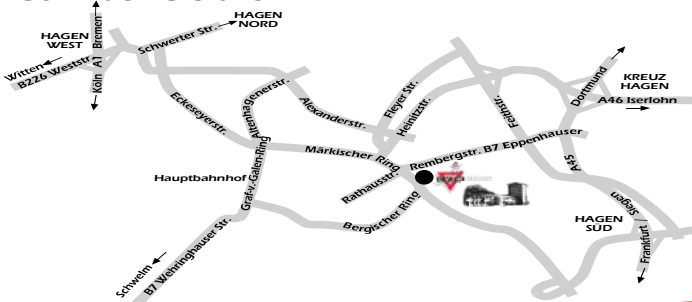 HAGEN
NORD
HAGEN
WEST
Schwerter Str.
Köln A1 Bremen
Witten
B226 Weststr.
Eckeseyerstr.
Altenhagenerstr.
Alexanderstr.
Fleyer Str.
Heinitzstr.
Feithstr.
Dortmund
KREUZ
HAGEN
A46 Iserlohn
Märkischer Ring
Rembergstr. B7 Eppenhauser
A45
Hauptbahnhof
Graf-v.Galen-Ring
Rathausstr.
Bergischer Ring
HAGEN
SÜD
Frankfurt / Siegen
Schwelm
B7 Wehringhauser Str.